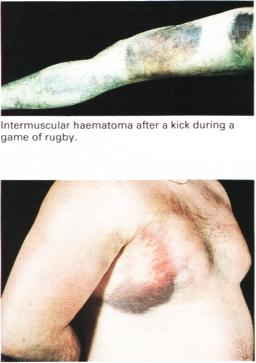 Intermuscular haematoma after a kick during a
game of rugby.